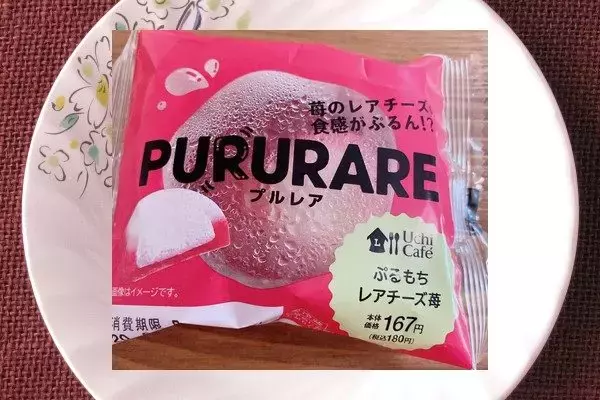 苺のレアチーズ
食感がぷるん!?
PURURARE
プルレア
Uchi
Café
ぷるもち
レアチーズ苺
本体
価格 167円
(税込180円)
画像はイメージです。
消費期限